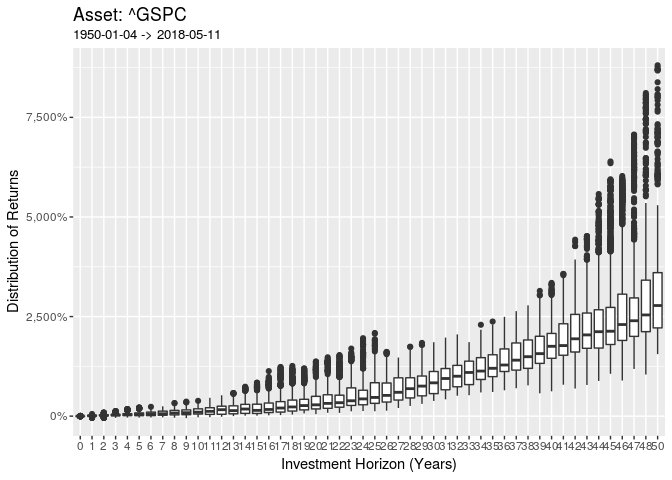 Asset: ^GSPC
1950-01-04 -> 2018-05-11
Distribution of Returns
7,500%
5,000%
2,500%
0%
0 1 2 3 4 5 6 7 8 9 10 11 12 13 14 15 16 17 18 19 20 21 22 23 24 25 26 27 28 29 30 31 32 33 34 35 36 37 38 39 40 41 42 43 44 45 46 47 48 50
Investment Horizon (Years)